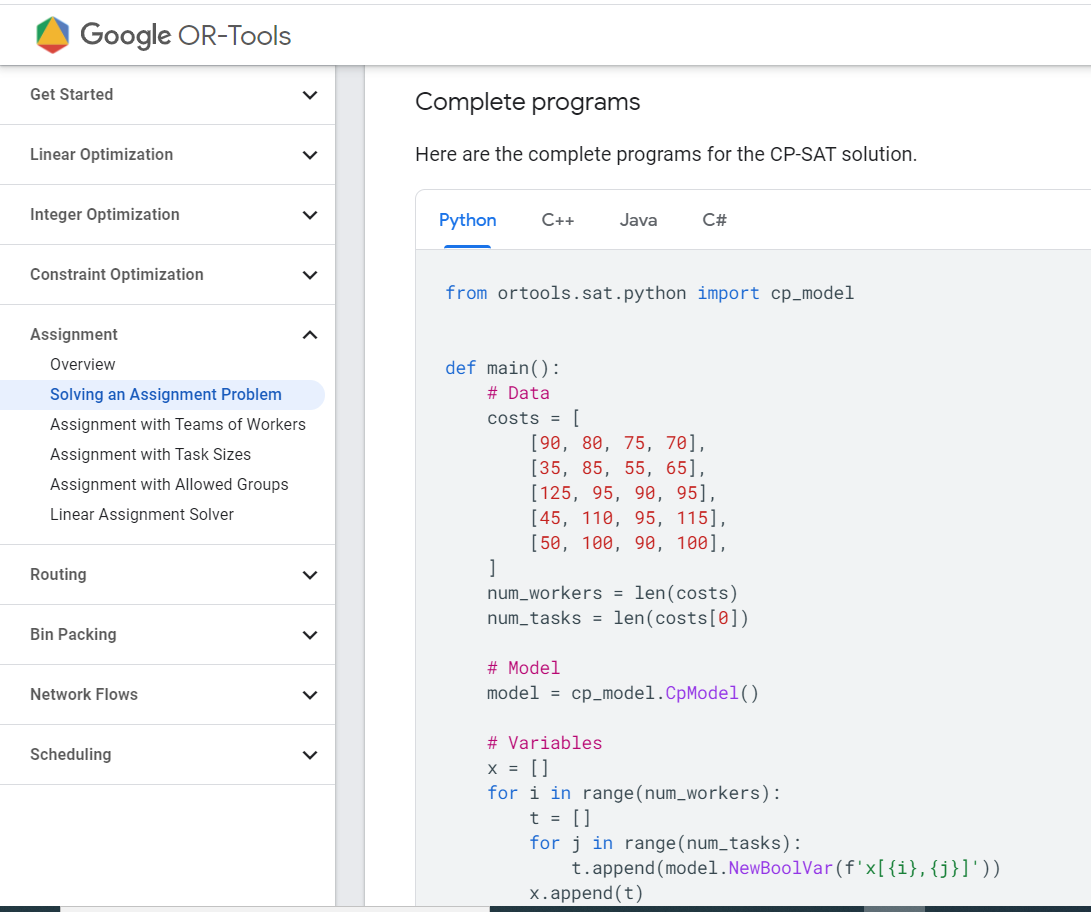 Google OR-Tools
Get Started
Linear Optimization
Integer Optimization
Constraint Optimization
Assignment
Overview
Solving an Assignment Problem
Assignment with Teams of Workers
Assignment with Task Sizes
Assignment with Allowed Groups
Linear Assignment Solver
Routing
Bin Packing
Network Flows
Scheduling
Complete programs
Here are the complete programs for the CP-SAT solution.
Python C++ Java C#
from ortools.sat.python import cp_model
def main():
    # Data
    costs = [
        [90, 80, 75, 70],
        [35, 85, 55, 65],
        [125, 95, 90, 95],
        [45, 110, 95, 115],
        [50, 100, 90, 100],
    ]
    num_workers = len(costs)
    num_tasks = len(costs[0])
    # Model
    model = cp_model.CpModel()
    # Variables
    x = []
    for i in range(num_workers):
        t = []
        for j in range(num_tasks):
            t.append(model.NewBoolVar(f'x[{i},{j}]'))
        x.append(t)